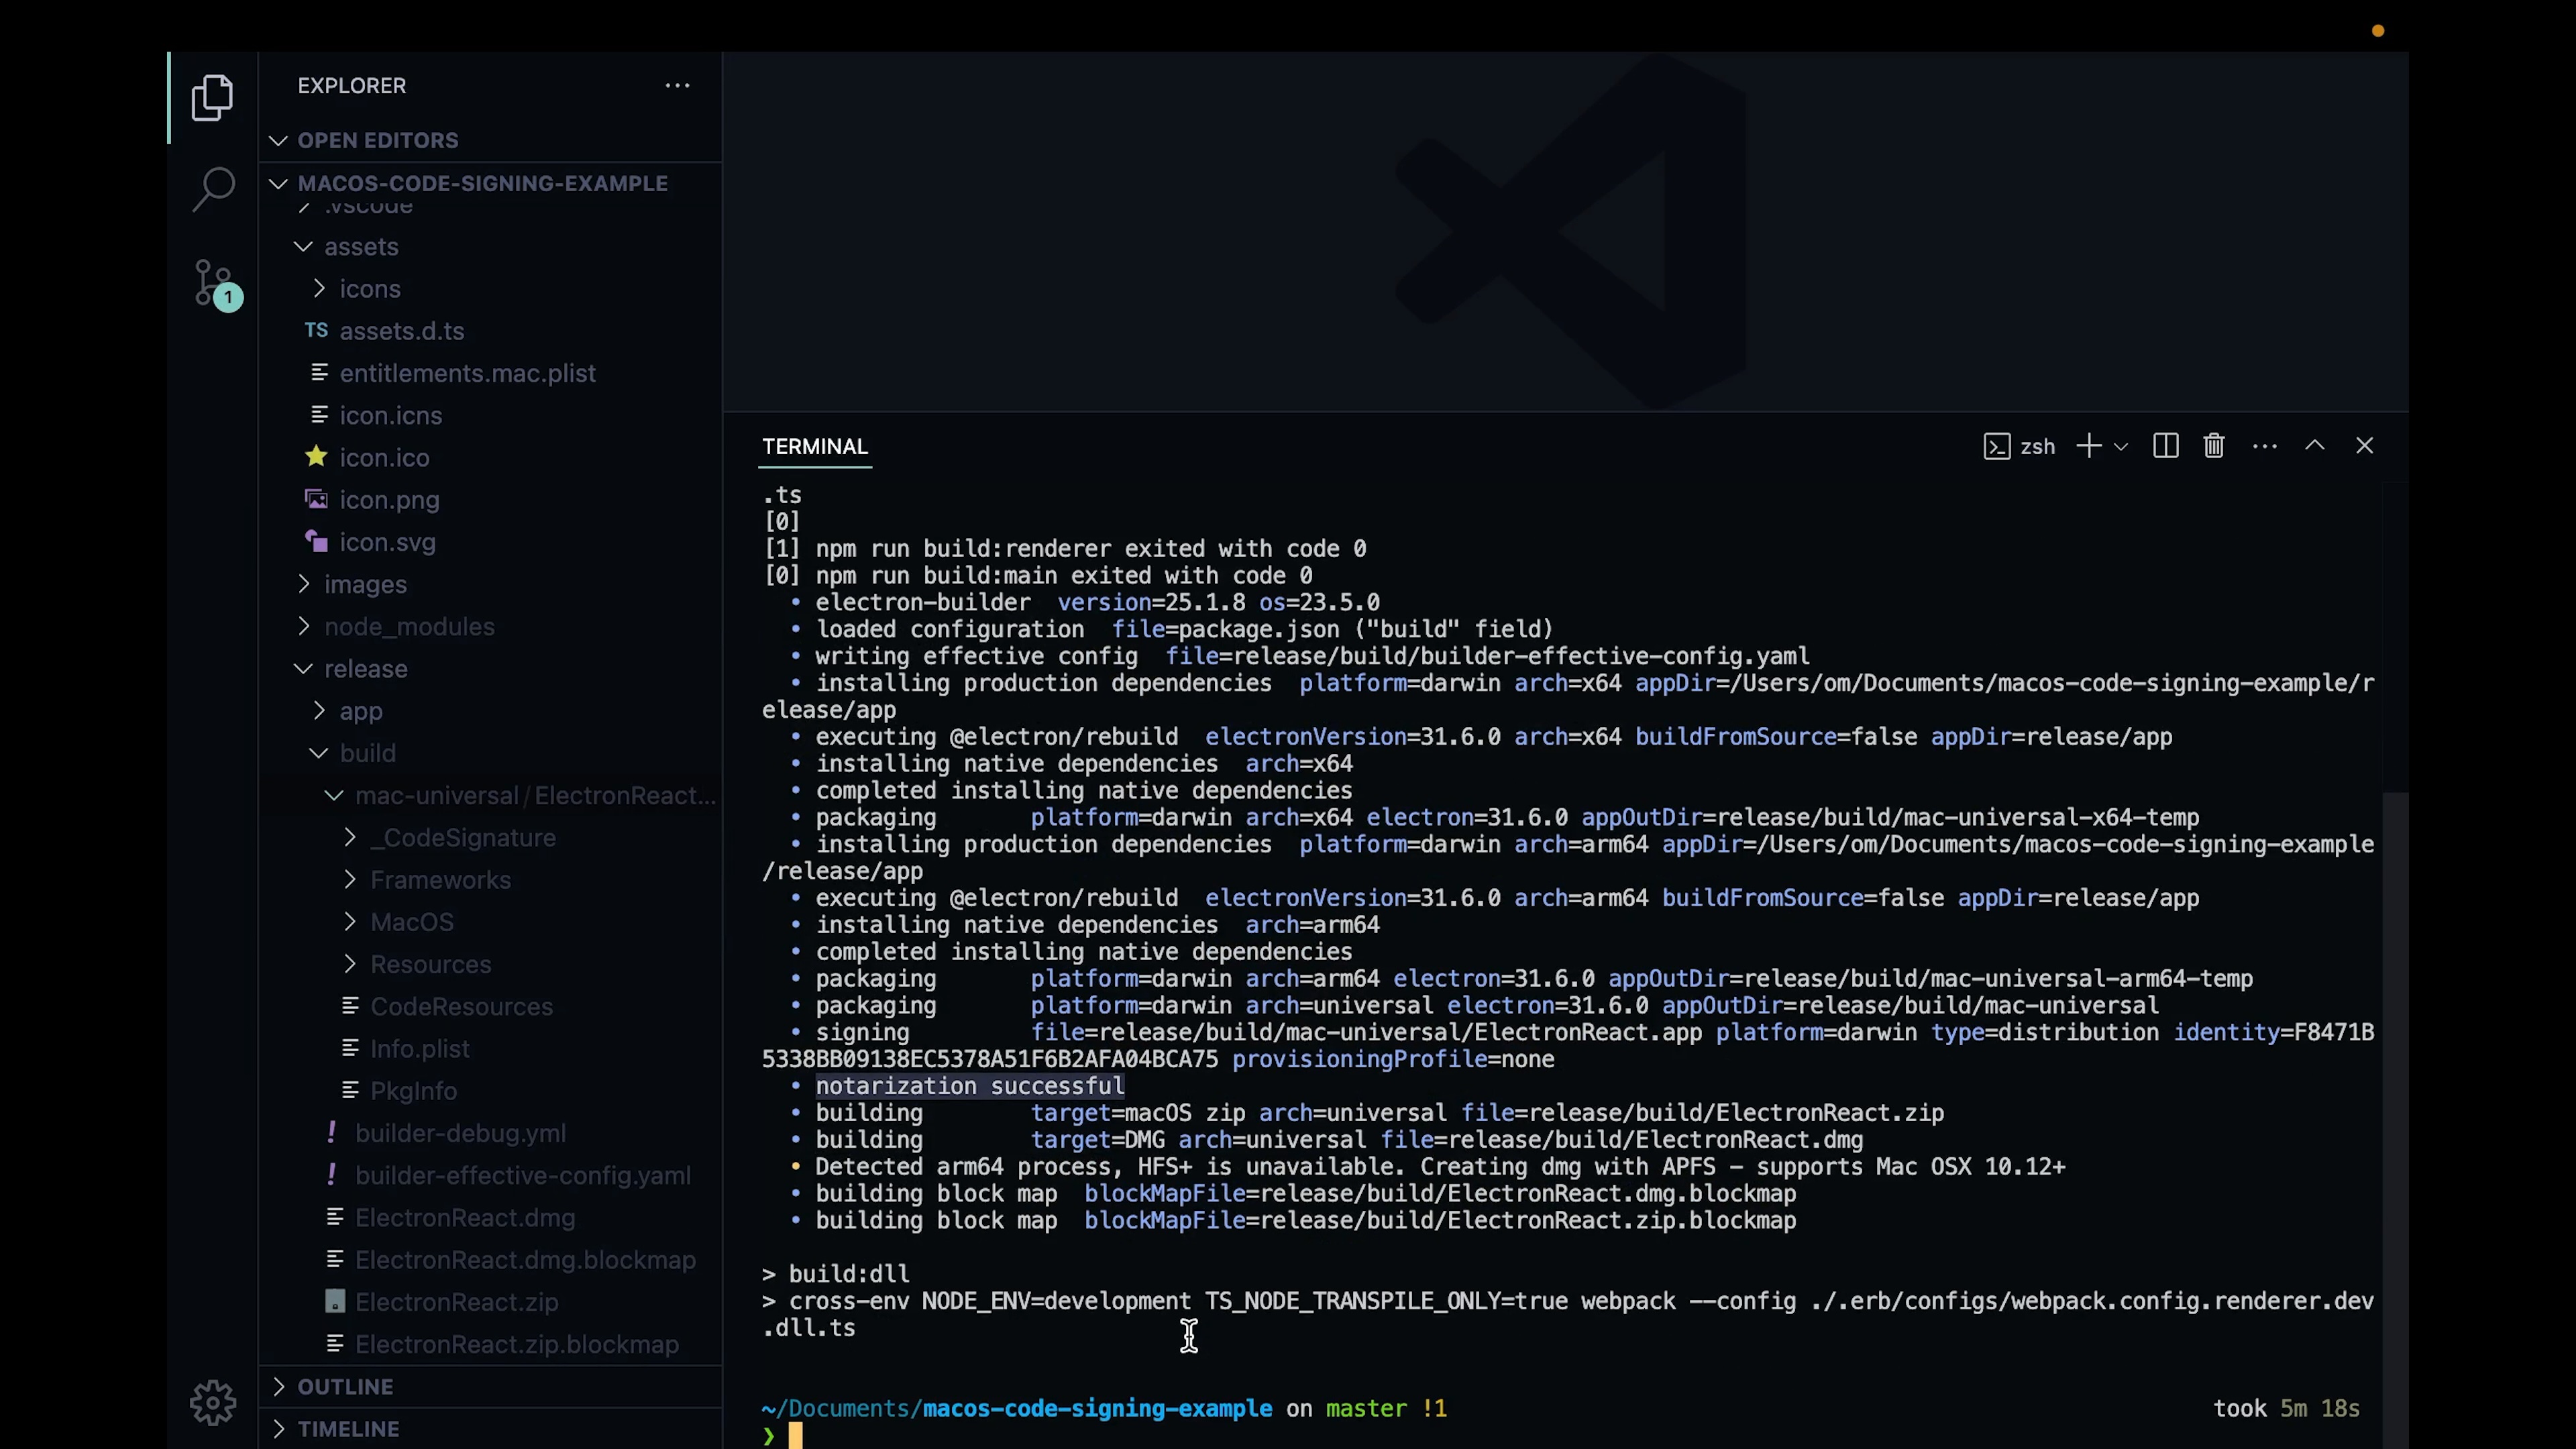 EXPLORER
OPEN EDITORS
MACOS-CODE-SIGNING-EXAMPLE
.vscode
assets
icons
TS assets.d.ts
entitlements.mac.plist
icon.icns
icon.ico
icon.png
icon.svg
images
node_modules
release
app
build
mac-universal/ElectronReact...
_CodeSignature
Frameworks
MacOS
Resources
CodeResources
Info.plist
PkgInfo
! builder-debug.yml
! builder-effective-config.yaml
ElectronReact.dmg
ElectronReact.dmg.blockmap
ElectronReact.zip
ElectronReact.zip.blockmap
OUTLINE
TIMELINE
1
TERMINAL
zsh
.ts
[0]
[1] npm run build:renderer exited with code 0
[0] npm run build:main exited with code 0
• electron-builder  version=25.1.8 os=23.5.0
• loaded configuration  file=package.json ("build" field)
• writing effective config  file=release/build/builder-effective-config.yaml
• installing production dependencies  platform=darwin arch=x64 appDir=/Users/om/Documents/macos-code-signing-example/r
elease/app
• executing @electron/rebuild  electronVersion=31.6.0 arch=x64 buildFromSource=false appDir=release/app
• installing native dependencies  arch=x64
• completed installing native dependencies
• packaging       platform=darwin arch=x64 electron=31.6.0 appOutDir=release/build/mac-universal-x64-temp
• installing production dependencies  platform=darwin arch=arm64 appDir=/Users/om/Documents/macos-code-signing-example
/release/app
• executing @electron/rebuild  electronVersion=31.6.0 arch=arm64 buildFromSource=false appDir=release/app
• installing native dependencies  arch=arm64
• completed installing native dependencies
• packaging       platform=darwin arch=arm64 electron=31.6.0 appOutDir=release/build/mac-universal-arm64-temp
• packaging       platform=darwin arch=universal electron=31.6.0 appOutDir=release/build/mac-universal
• signing         file=release/build/mac-universal/ElectronReact.app platform=darwin type=distribution identity=F8471B
5338BB09138EC5378A51F6B2AFA04BCA75 provisioningProfile=none
• notarization successful
• building        target=macOS zip arch=universal file=release/build/ElectronReact.zip
• building        target=DMG arch=universal file=release/build/ElectronReact.dmg
• Detected arm64 process, HFS+ is unavailable. Creating dmg with APFS - supports Mac OSX 10.12+
• building block map  blockMapFile=release/build/ElectronReact.dmg.blockmap
• building block map  blockMapFile=release/build/ElectronReact.zip.blockmap
> build:dll
> cross-env NODE_ENV=development TS_NODE_TRANSPILE_ONLY=true webpack --config ./.erb/configs/webpack.config.renderer.dev
.dll.ts
~/Documents/macos-code-signing-example on master !1 took 5m 18s
❯